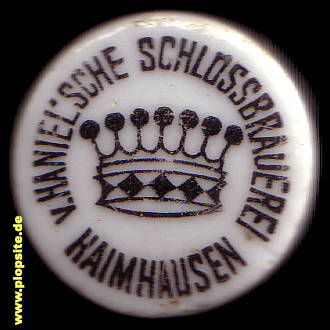 V. HANIEL'SCHE SCHLOSSBRAUEREI
HAIMHAUSEN
© www.plopsite.de